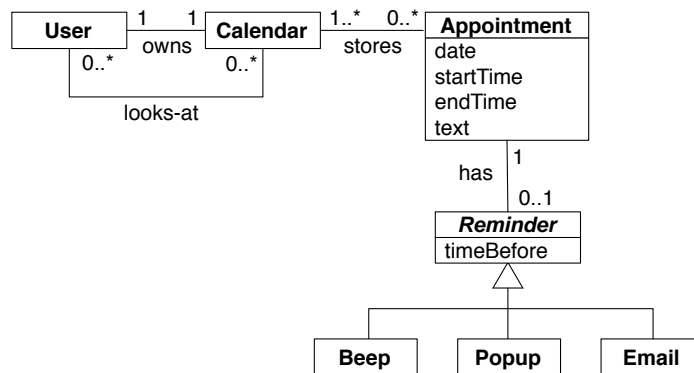 User
1
1
owns
0..*
Calendar
0..*
looks-at
1..*
0..*
stores
Appointment
date
startTime
endTime
text
1
has
0..1
Reminder
timeBefore
Beep
Popup
Email